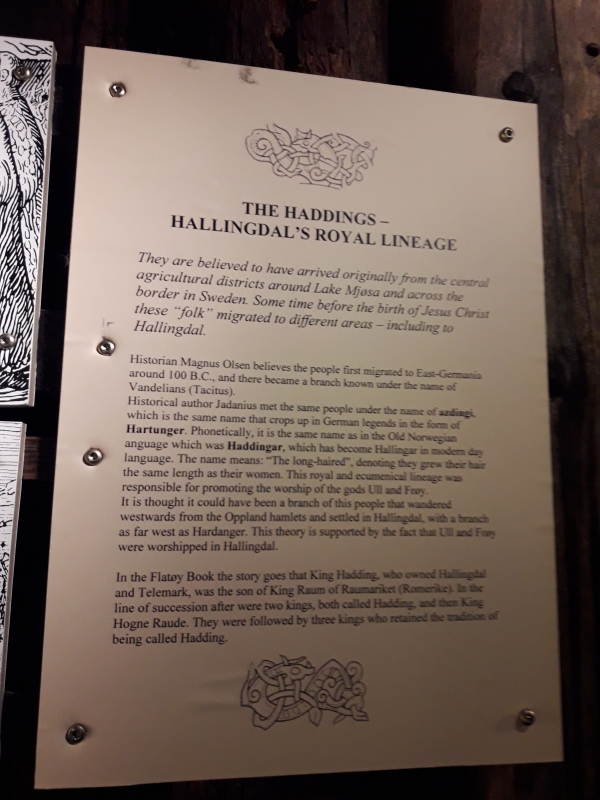 THE HADDINGS –
HALLINGDAL'S ROYAL LINEAGE
They are believed to have arrived originally from the central
agricultural districts around Lake Mjøsa and across the
border in Sweden. Some time before the birth of Jesus Christ
these "folk" migrated to different areas – including to
Hallingdal.
Historian Magnus Olsen believes the people first migrated to East-Germania
around 100 B.C., and there became a branch known under the name of
Vandelians (Tacitus).
Historical author Jadanius met the same people under the name of azdingi,
which is the same name that crops up in German legends in the form of
Hartunger. Phonetically, it is the same name as in the Old Norwegian
anguage which was Haddingar, which has become Hallingar in modern day
language. The name means: "The long-haired", denoting they grew their hair
the same length as their women. This royal and ecumenical lineage was
responsible for promoting the worship of the gods Ull and Frøy.
It is thought it could have been a branch of this people that wandered
westwards from the Oppland hamlets and settled in Hallingdal, with a branch
as far west as Hardanger. This theory is supported by the fact that Ull and Frøy
were worshipped in Hallingdal.
In the Flatøy Book the story goes that King Hadding, who owned Hallingdal
and Telemark, was the son of King Raum of Raumariket (Romerike). In the
line of succession after were two kings, both called Hadding, and then King
Hogne Raude. They were followed by three kings who retained the tradition of
being called Hadding.